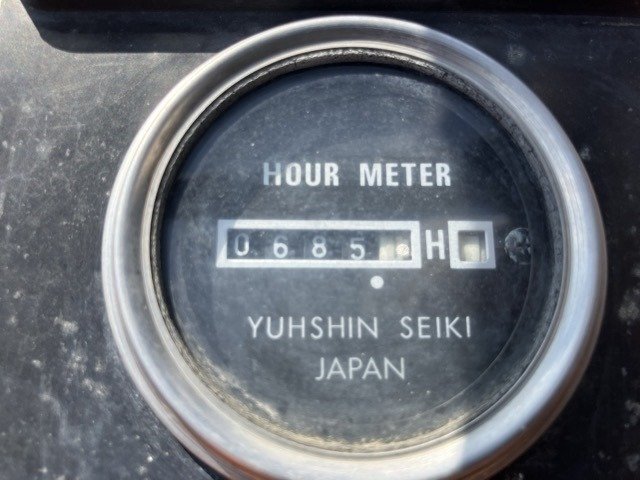 HOUR METER
0685 H
YUHSHIN SEIKI
JAPAN